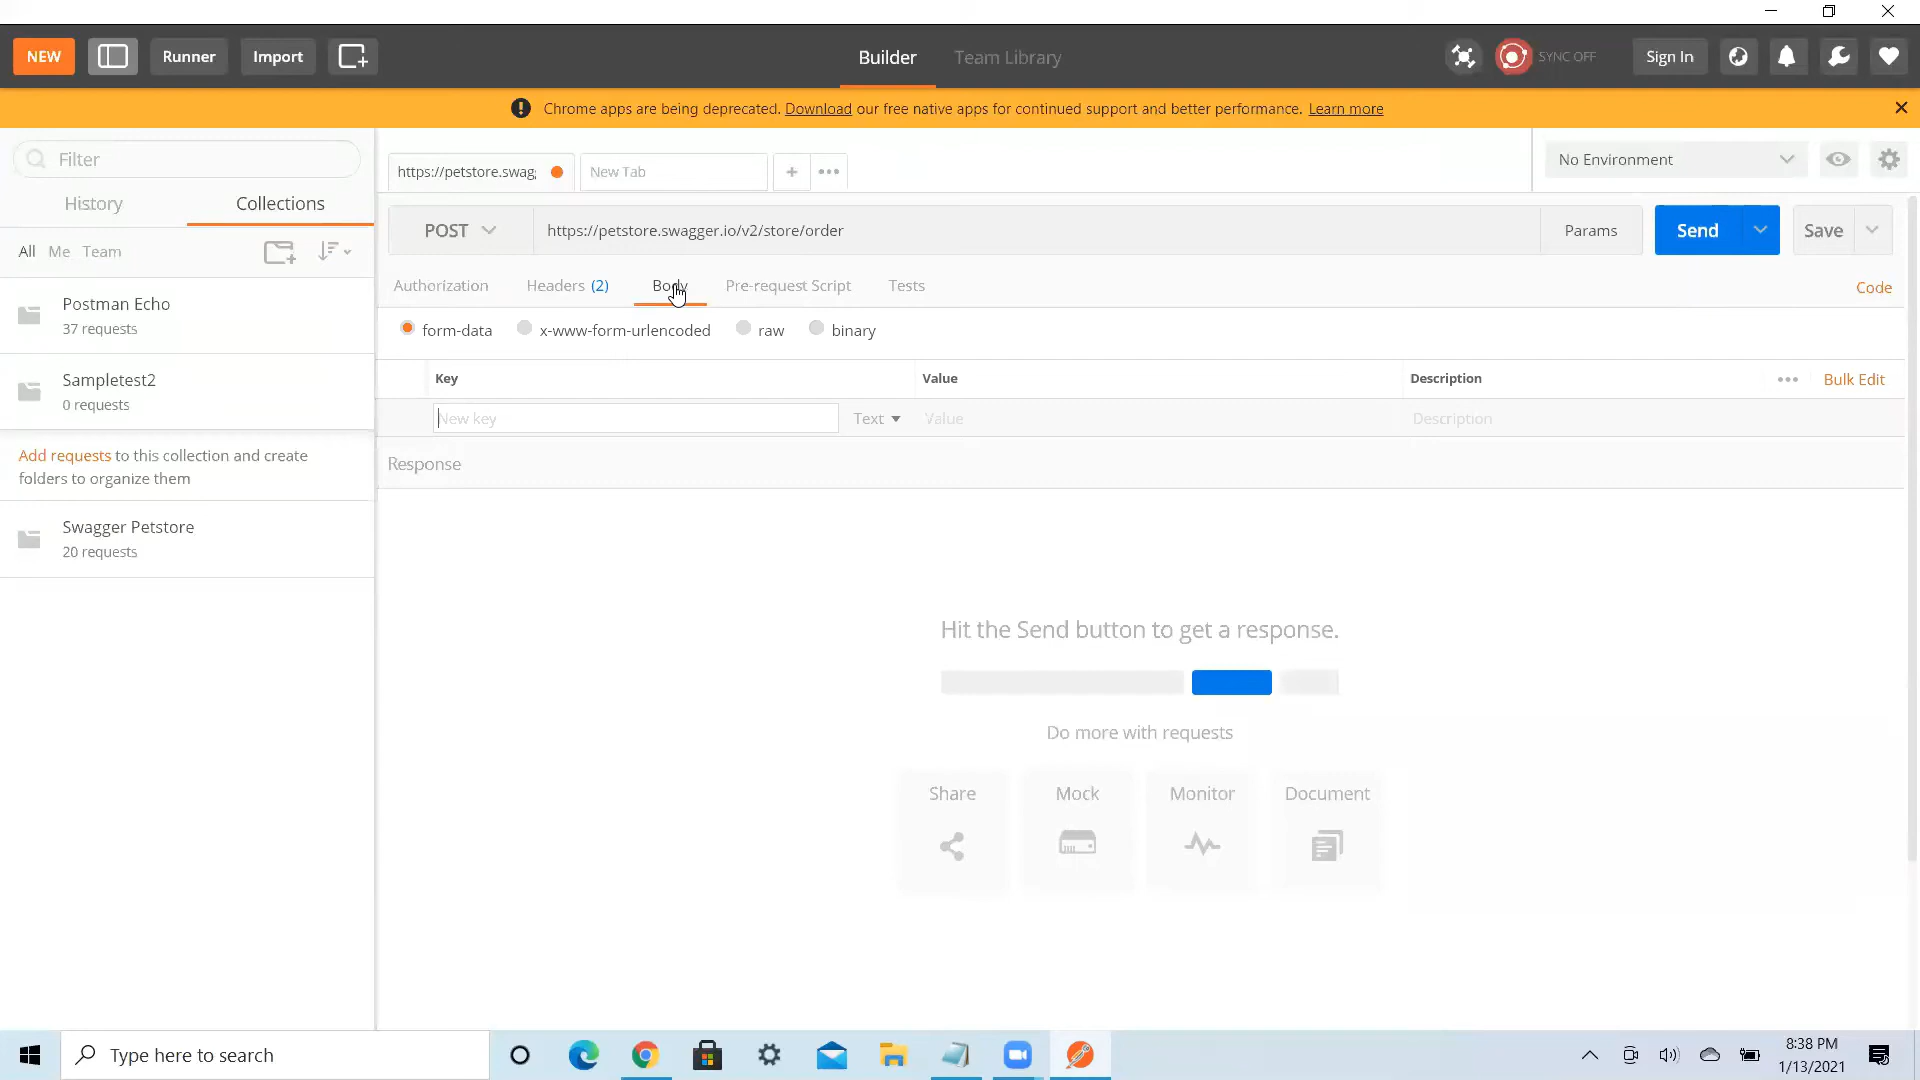 NEW
Runner
Import
Builder
Team Library
SYNC OFF
Sign In
Chrome apps are being deprecated. Download our free native apps for continued support and better performance. Learn more
Filter
History
Collections
All
Me
Team
Postman Echo
37 requests
Sampletest2
0 requests
Add requests to this collection and create
folders to organize them
Swagger Petstore
20 requests
https://petstore.swag
New Tab
No Environment
POST
https://petstore.swagger.io/v2/store/order
Params
Send
Save
Authorization
Headers (2)
Body
Pre-request Script
Tests
Code
form-data
x-www-form-urlencoded
raw
binary
Key
Value
Description
Bulk Edit
New key
Text
Value
Description
Response
Hit the Send button to get a response.
Do more with requests
Share
Mock
Monitor
Document
Type here to search
8:38 PM
1/13/2021